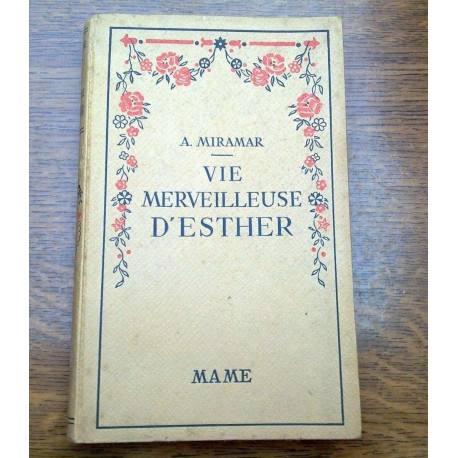 A. MIRAMAR
VIE
MERVEILLEUSE
D'ESTHER
MAME